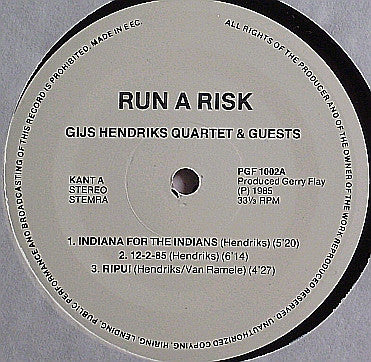 ALL RIGHTS OF THE PRODUCER AND OF THE OWNER OF THE WORK REPRODUCED RESERVED. UNAUTHORIZED COPYING, HIRING, LENDING, PUBLIC PERFORMANCE AND BROADCASTING OF THIS RECORD IS PROHIBITED. MADE IN EEC.
RUN A RISK
GIJS HENDRIKS QUARTET & GUESTS
KANT A
STEREO
STEMRA
PGF 1002A
Produced Gerry Flay
(P) 1985
33⅓ RPM
1. INDIANA FOR THE INDIANS (Hendriks) (5'20)
2. 12-2-85 (Hendriks) (6'14)
3. RIPU! (Hendriks/Van Ramele) (4'27)